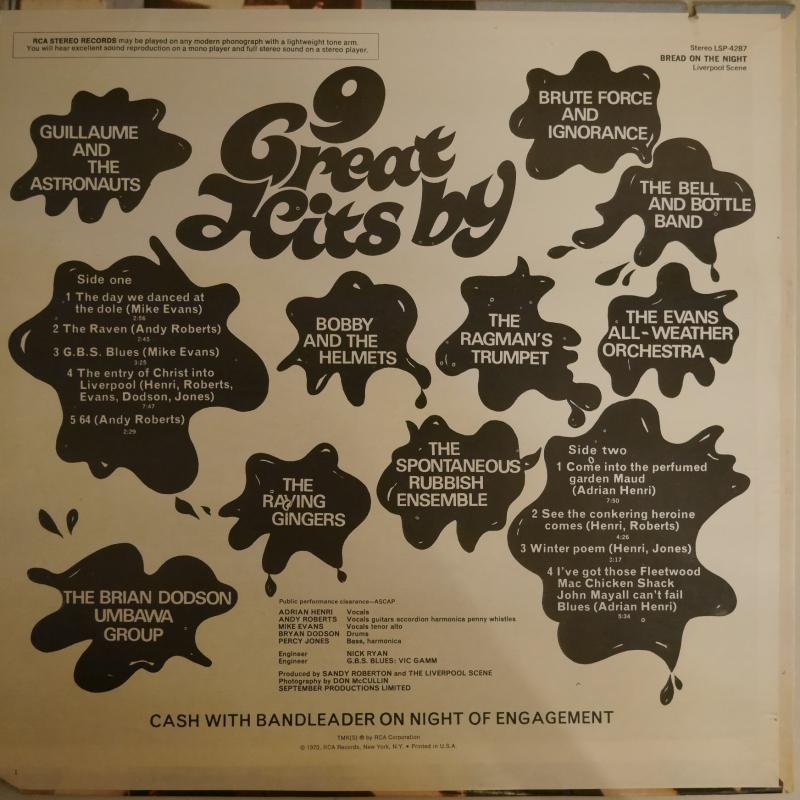 RCA STEREO RECORDS may be played on any modern phonograph with a lightweight tone arm.
You will hear excellent sound reproduction on a mono player and full stereo sound on a stereo player.
Stereo LSP-4287
BREAD ON THE NIGHT
Liverpool Scene
9
Great
Hits by
GUILLAUME
AND
THE
ASTRONAUTS
BRUTE FORCE
AND
IGNORANCE
THE BELL
AND BOTTLE
BAND
Side one
1 The day we danced at
the dole (Mike Evans)
2:56
2 The Raven (Andy Roberts)
2:45
3 G.B.S. Blues (Mike Evans)
3:25
4 The entry of Christ into
Liverpool (Henri, Roberts,
Evans, Dodson, Jones)
7:47
5 64 (Andy Roberts)
2:29
BOBBY
AND THE
HELMETS
THE
RAGMAN'S
TRUMPET
THE EVANS
ALL-WEATHER
ORCHESTRA
THE
RAVING
GINGERS
THE
SPONTANEOUS
RUBBISH
ENSEMBLE
Side two
1 Come into the perfumed
garden Maud
(Adrian Henri)
7:50
2 See the conkering heroine
comes (Henri, Roberts)
4:26
3 Winter poem (Henri, Jones)
2:17
4 I've got those Fleetwood
Mac Chicken Shack
John Mayall can't fail
Blues (Adrian Henri)
5:34
THE BRIAN DODSON
UMBAWA
GROUP
Public performance clearance—ASCAP
ADRIAN HENRI Vocals
ANDY ROBERTS Vocals guitars accordion harmonica penny whistles
MIKE EVANS Vocals tenor alto
BRYAN DODSON Drums
PERCY JONES Bass, harmonica
Engineer NICK RYAN
Engineer G.B.S. BLUES: VIC GAMM
Produced by SANDY ROBERTON and THE LIVERPOOL SCENE
Photography by DON McCULLIN
SEPTEMBER PRODUCTIONS LIMITED
CASH WITH BANDLEADER ON NIGHT OF ENGAGEMENT
TMK(S) ® by RCA Corporation
© 1970, RCA Records, New York, N.Y. • Printed in U.S.A.
1